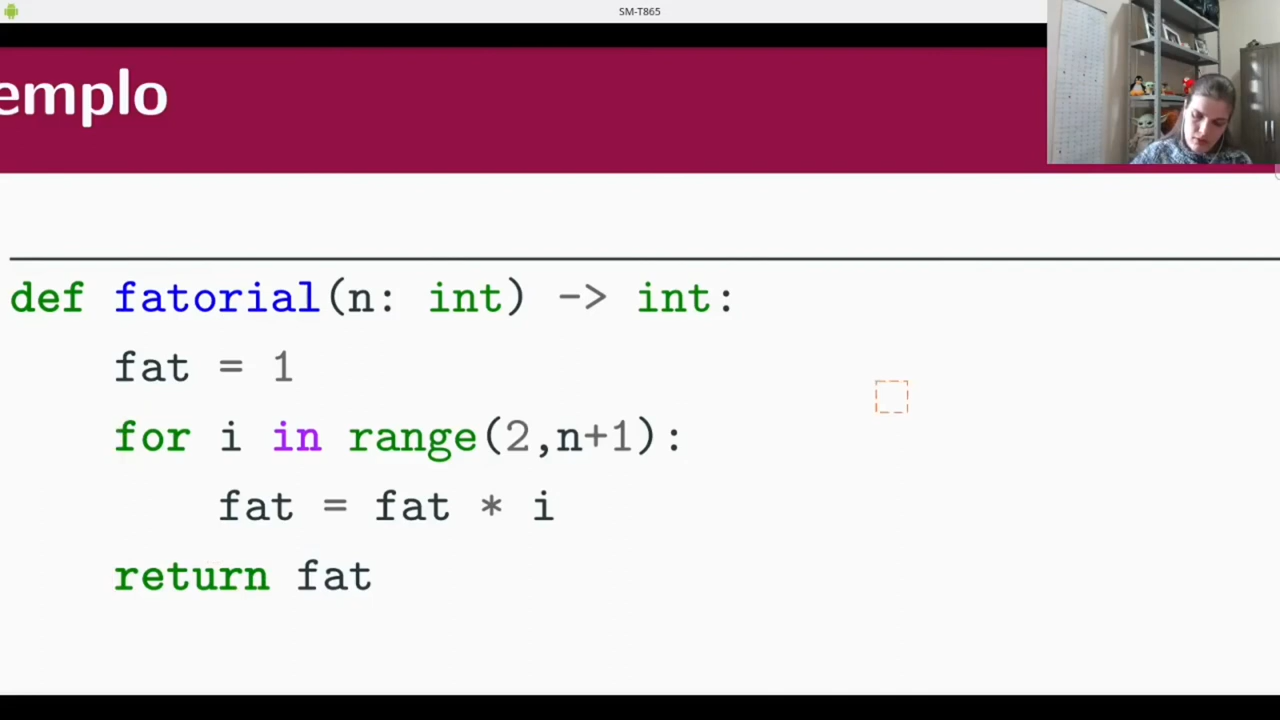 SM-T865
emplo
def fatorial(n: int) -> int:
    fat = 1
    for i in range(2,n+1):
        fat = fat * i
    return fat